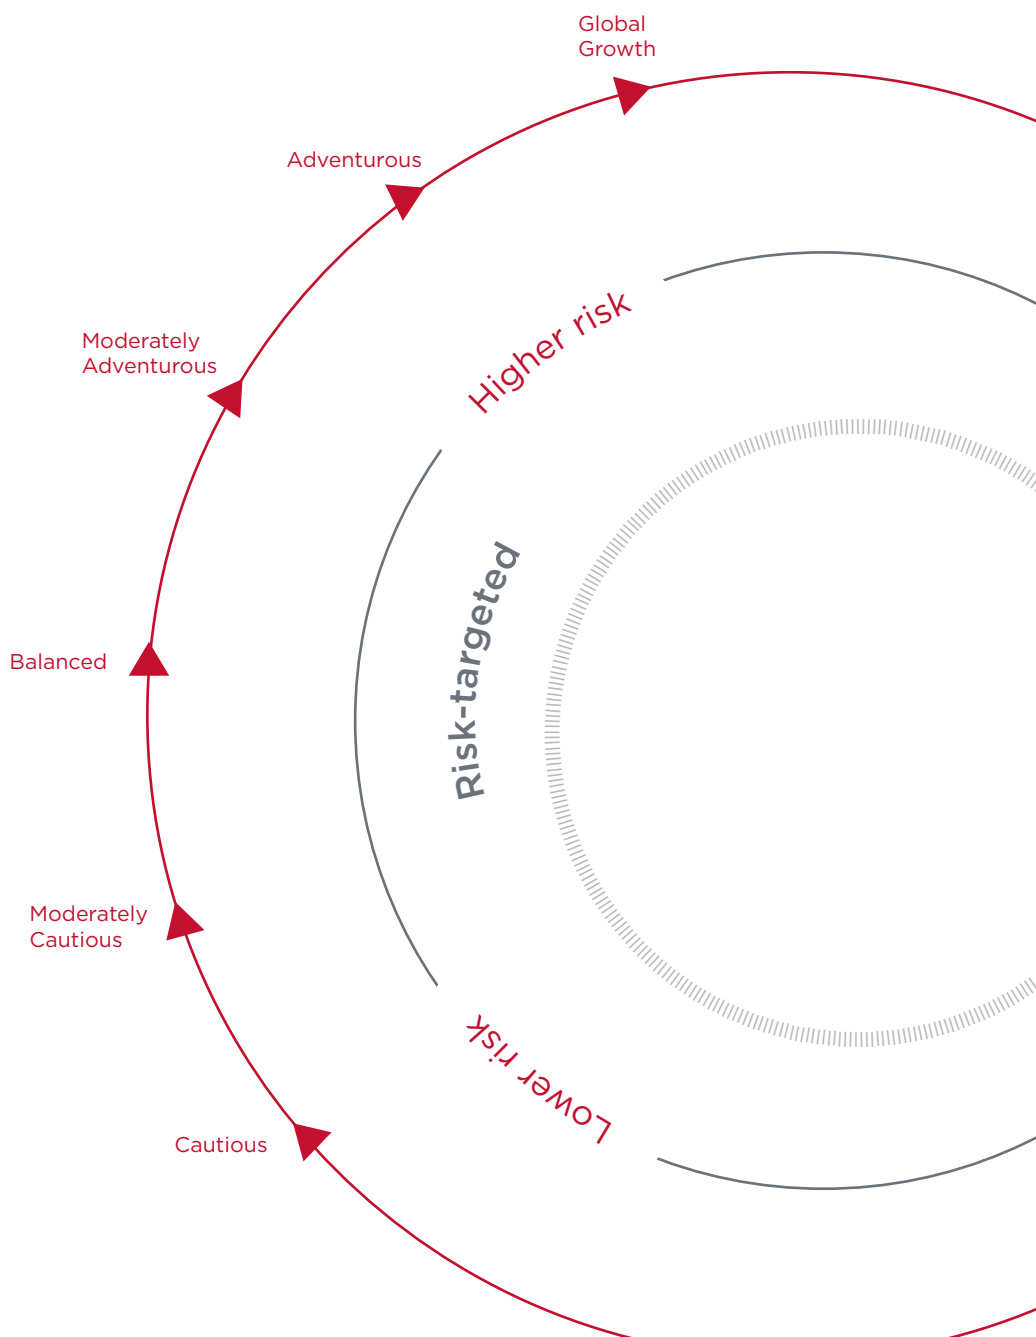 Global
Growth
Adventurous
Higher risk
Moderately
Adventurous
Risk-targeted
Balanced
Moderately
Cautious
Lower risk
Cautious